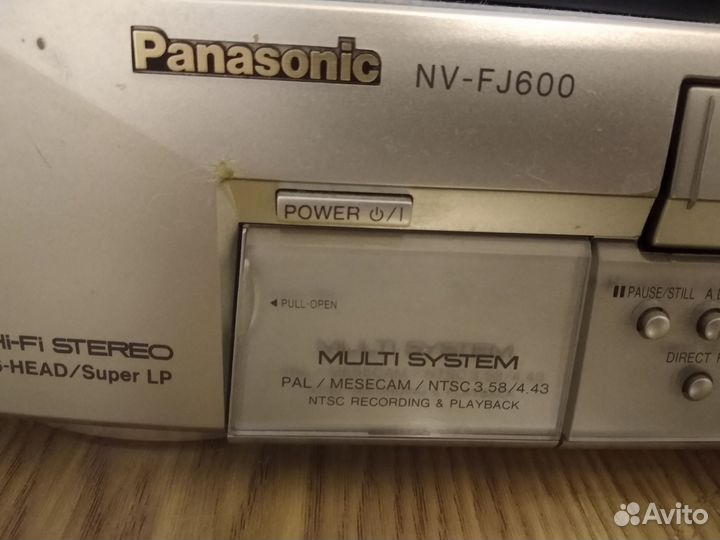 Panasonic
NV-FJ600
POWER ⏻/I
◄ PULL-OPEN
MULTI SYSTEM
PAL / MESECAM / NTSC 3.58/4.43
NTSC RECORDING & PLAYBACK
Hi-Fi STEREO
-HEAD/Super LP
PAUSE/STILL
DIRECT
Avito